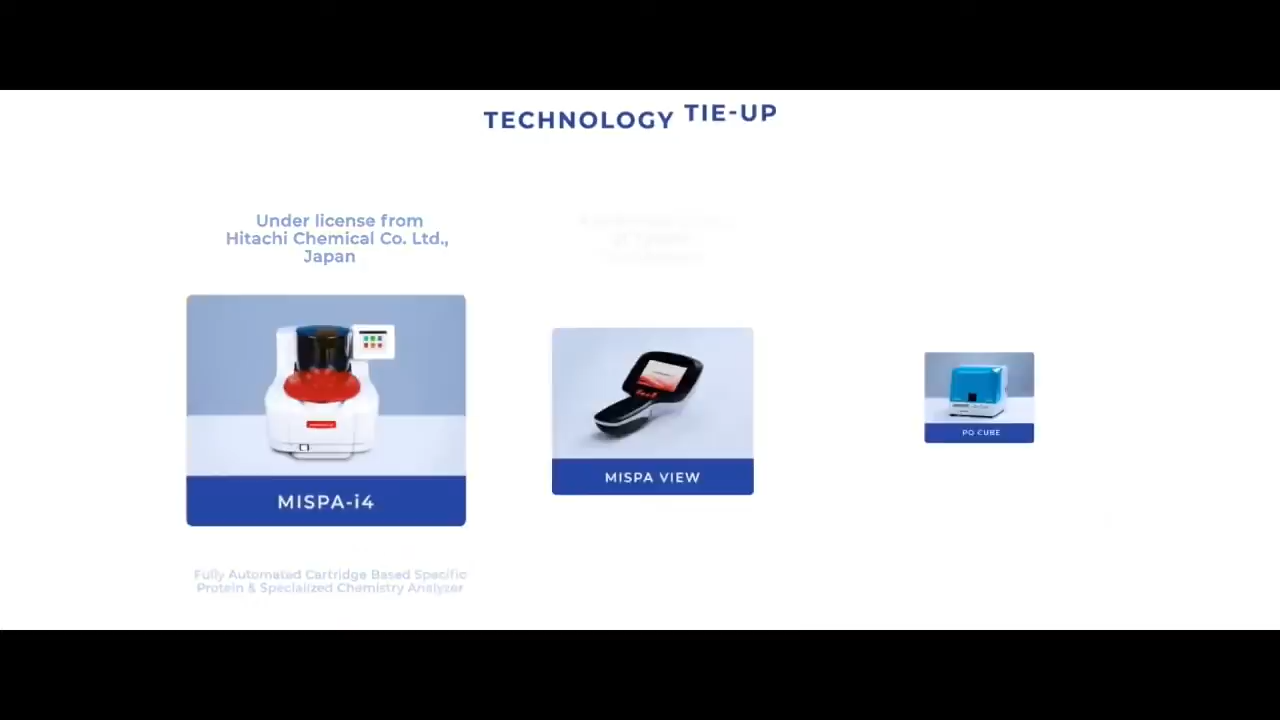 TECHNOLOGY TIE-UP
Under license from
Hitachi Chemical Co. Ltd.,
Japan
MISPA-i4
Fully Automated Cartridge Based Specific
Protein & Specialized Chemistry Analyzer
MISPA VIEW
PO CUBE